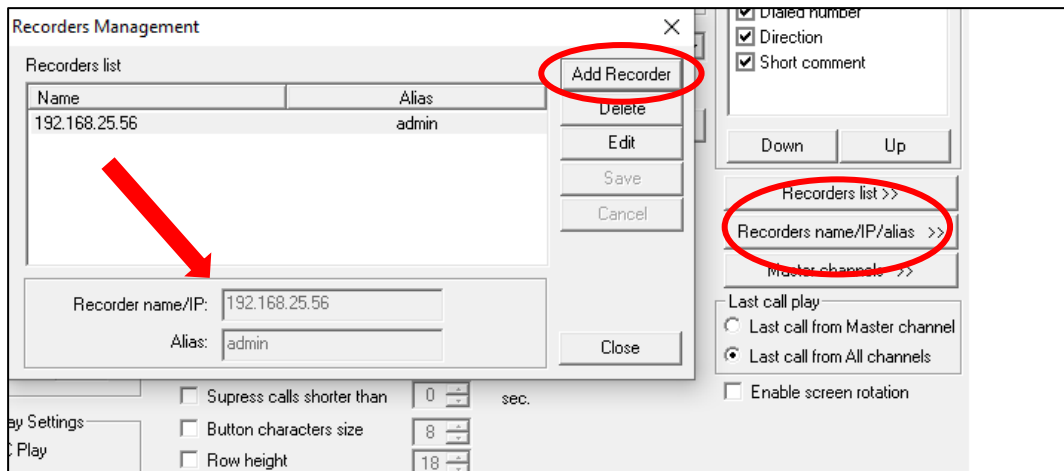 Recorders Management
Recorders list
Name Alias
192.168.25.56 admin
Add Recorder
Delete
Edit
Save
Cancel
Recorder name/IP: 192.168.25.56
Alias: admin
Close
Dialed number
Direction
Short comment
Down Up
Recorders list >>
Recorders name/IP/alias >>
Master channels >>
Last call play
Last call from Master channel
Last call from All channels
Enable screen rotation
Supress calls shorter than 0 sec.
ay Settings
Button characters size 8
C Play
Row height 18